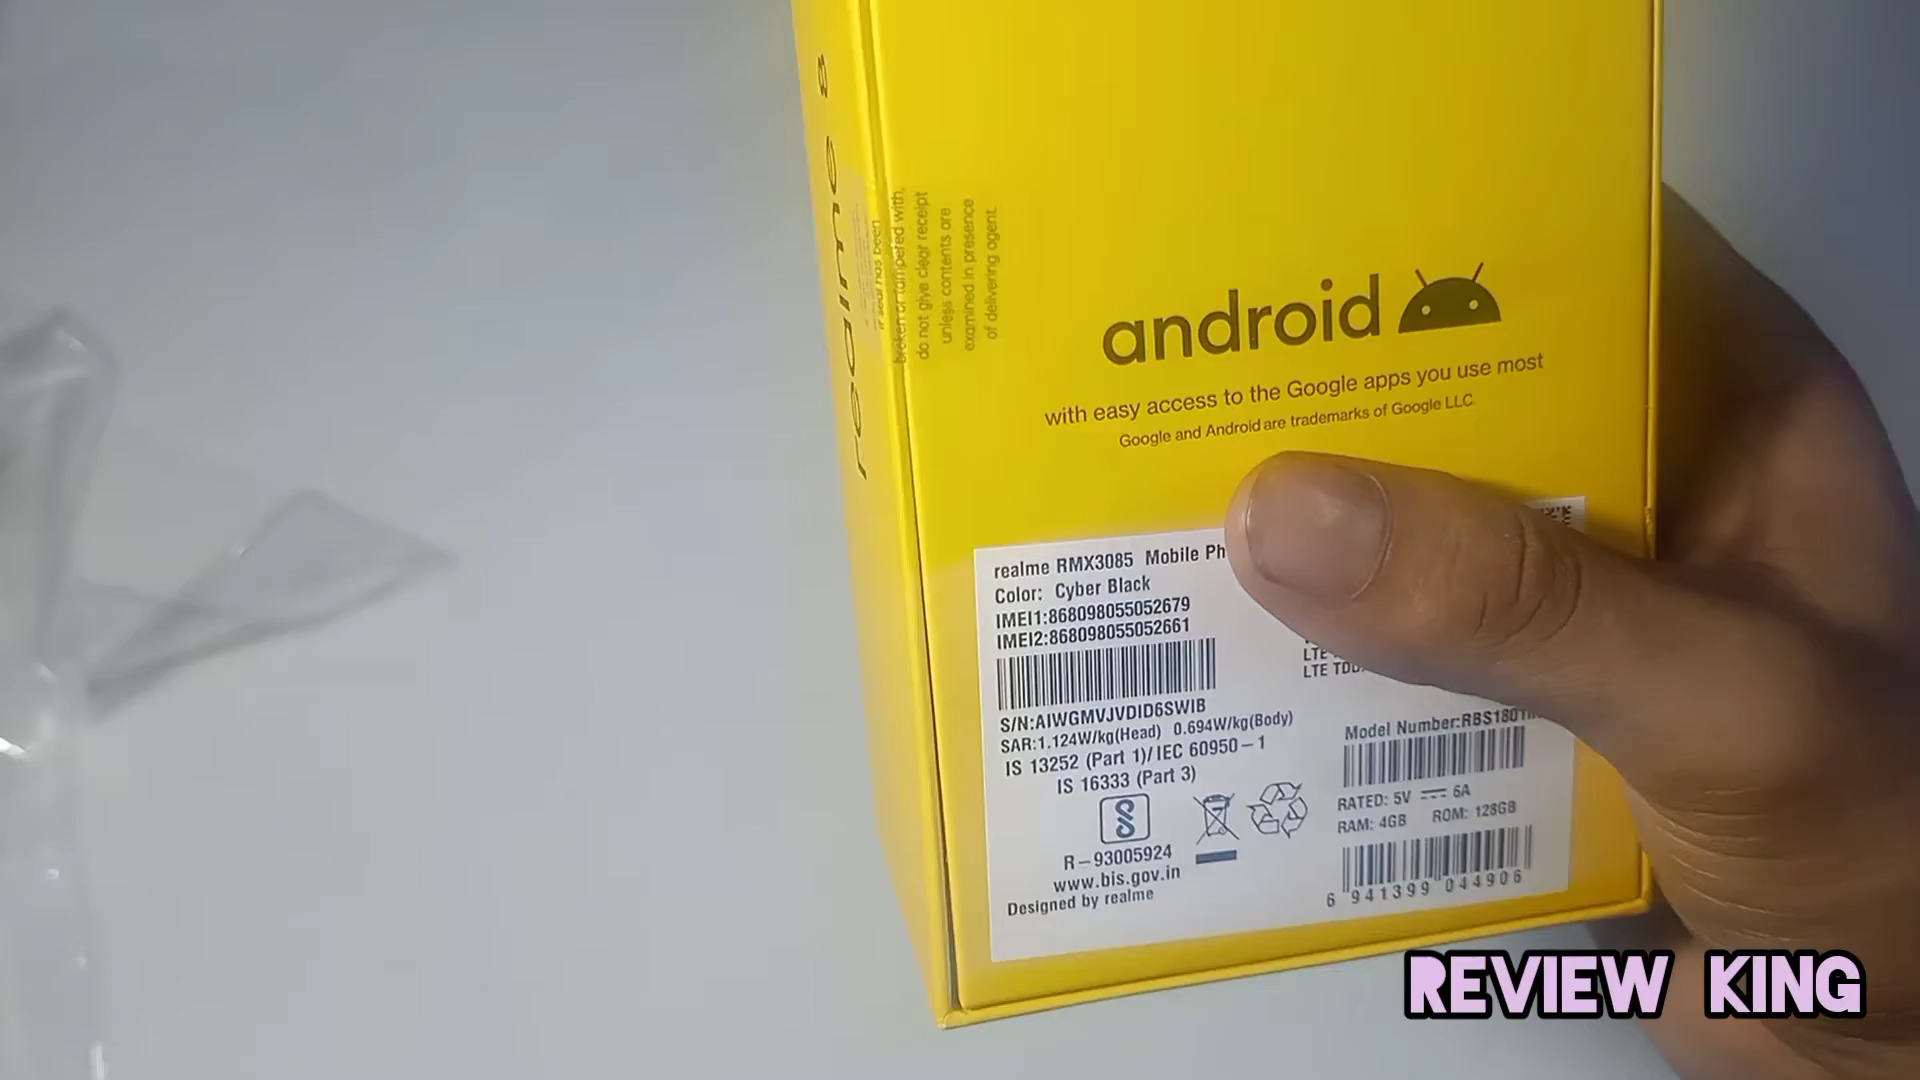 realme 8
If seal has been
broken or tampered with,
do not give clear receipt
unless contents are
examined in presence
of delivering agent.
android
with easy access to the Google apps you use most
Google and Android are trademarks of Google LLC.
realme RMX3085 Mobile Ph
Color: Cyber Black
IMEI1:868098055052679
IMEI2:868098055052661
LTE
LTE TDD
S/N:AIWGMVJVDID6SWIB
SAR:1.124W/kg(Head) 0.694W/kg(Body)
IS 13252 (Part 1)/ IEC 60950-1
IS 16333 (Part 3)
R-93005924
www.bis.gov.in
Designed by realme
Model Number:RBS1801
RATED: 5V ⎓ 6A
RAM: 4GB ROM: 128GB
6 941399 044906
REVIEW KING